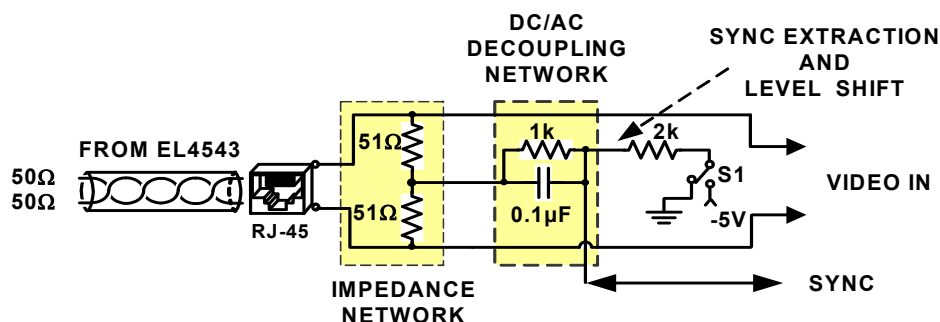 DC/AC
DECOUPLING
NETWORK
SYNC EXTRACTION
AND
LEVEL SHIFT
FROM EL4543
50Ω
50Ω
RJ-45
51Ω
51Ω
1k
0.1µF
2k
S1
-5V
VIDEO IN
IMPEDANCE
NETWORK
SYNC